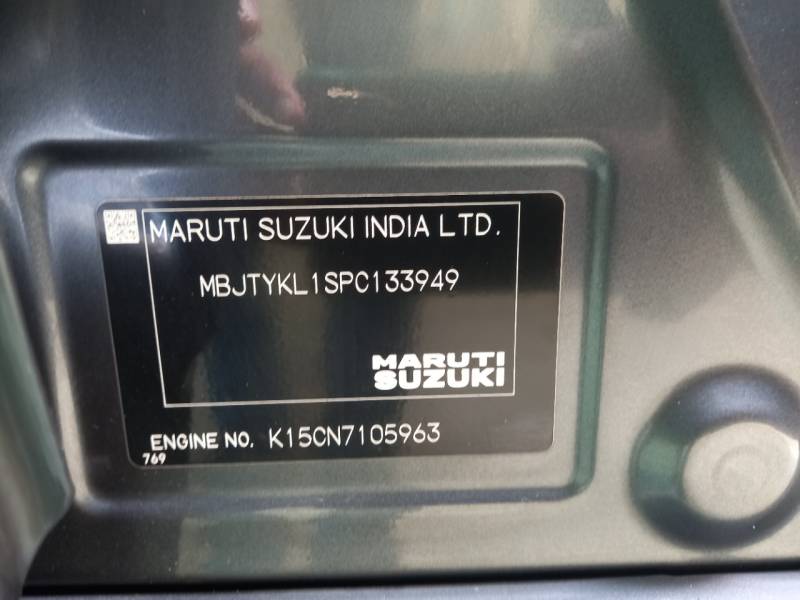 MARUTI SUZUKI INDIA LTD.
MBJTYKL1SPC133949
MARUTI
SUZUKI
ENGINE NO. K15CN7105963
769